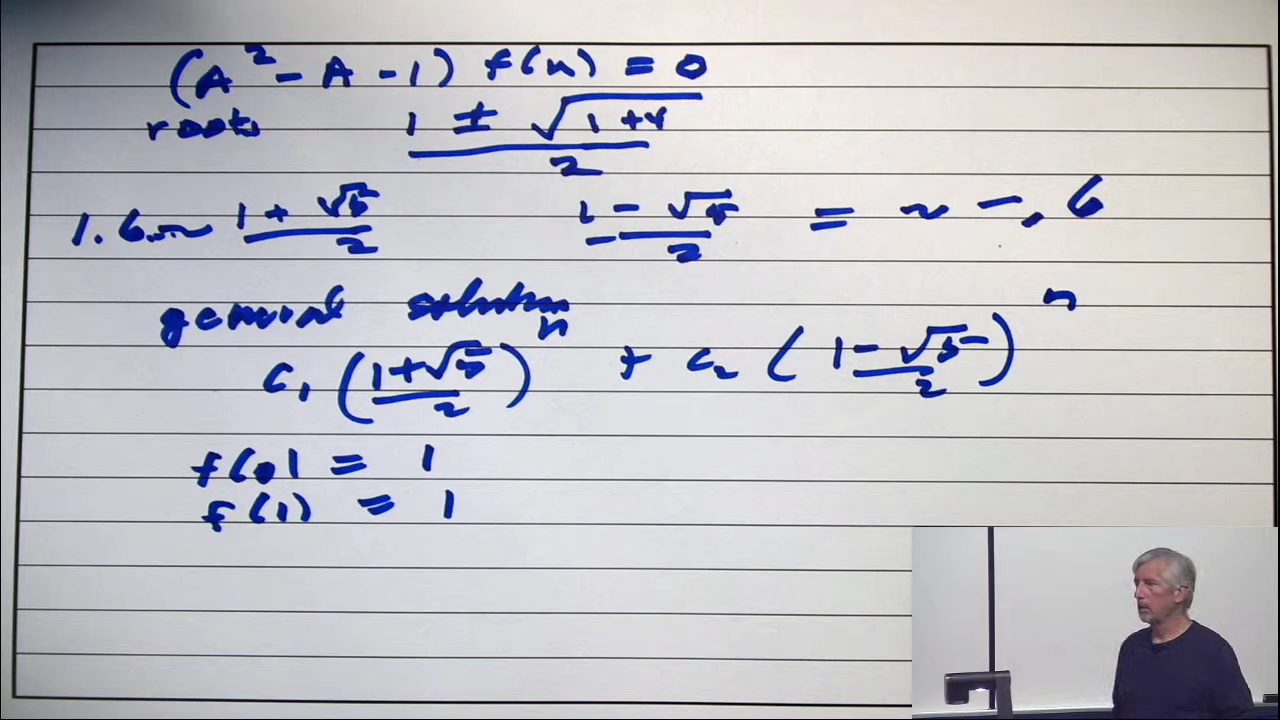 (A² - A - 1) f(n) = 0
roots 1 ± √(1+4) / 2
1.6 ~ 1 + √5 / 2 1 - √5 / 2 = ~ -.6
general solution
c₁ (1+√5 / 2)ⁿ + c₂ (1-√5 / 2)ⁿ
f(0) = 1
f(1) = 1